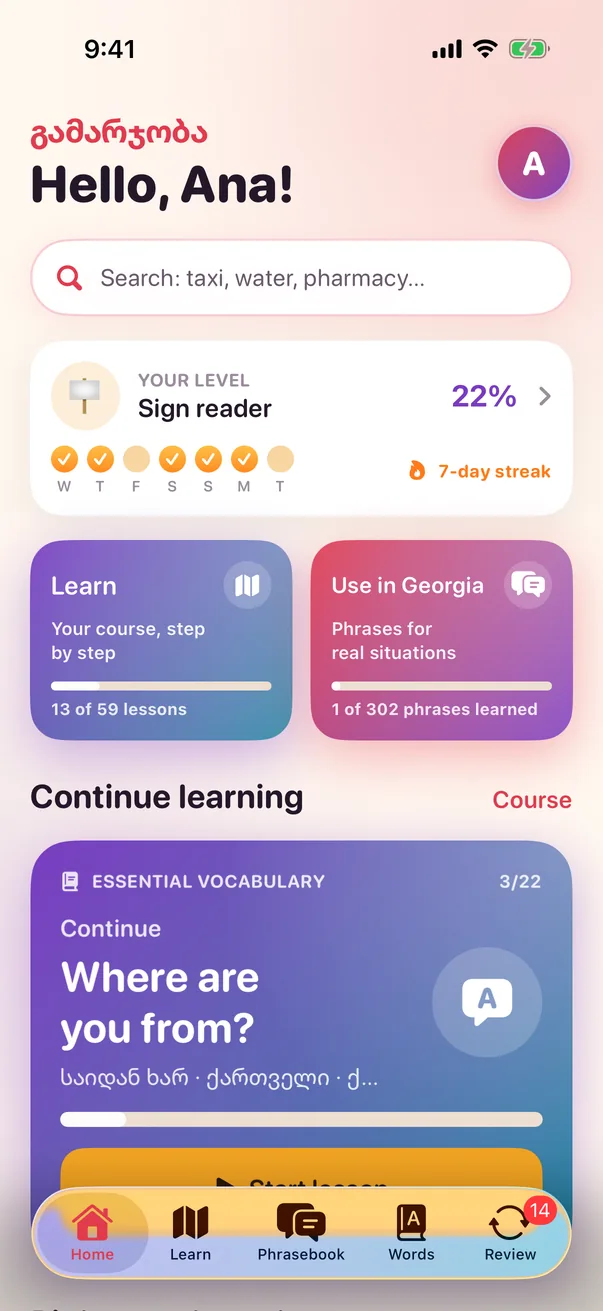 9:41
გამარჯობა
Hello, Ana!
A
Search: taxi, water, pharmacy...
YOUR LEVEL
Sign reader
22%
W T F S S M T
7-day streak
Learn
Your course, step
by step
13 of 59 lessons
Use in Georgia
Phrases for
real situations
1 of 302 phrases learned
Continue learning
Course
ESSENTIAL VOCABULARY
3/22
Continue
Where are
you from?
A
საიდან ხარ · ქართველი · ქ...
Start lesson
Home
Learn
Phrasebook
A
Words
14
Review